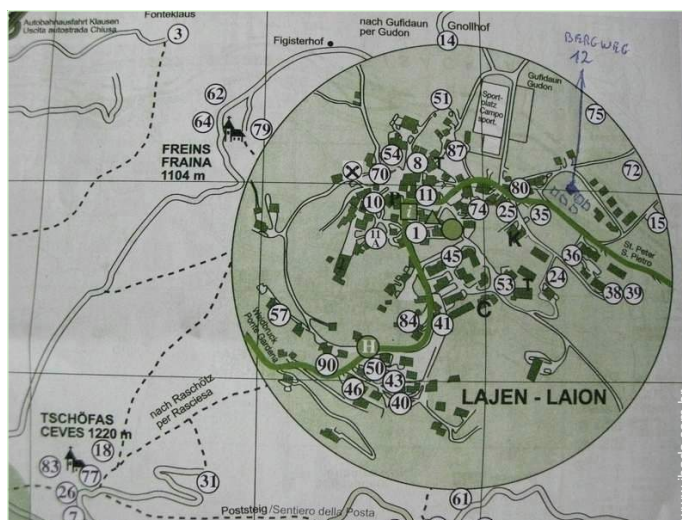 Autobahnausfahrt Klausen
Uscita autostrada Chiusa
Fonteklaus
3
nach Gufidaun
per Gudon
Gnollhof
14
Figisterhof
BERGWEG
12
62
64
79
FREINS
FRAINA
1104 m
51
Sport-
platz
Campo
sport.
Gufidaun
Gudon
75
54
8
T
87
72
70
10
11
80
74
25
35
15
1
11
A
K
St. Peter
S. Pietro
45
36
24
53
T
38
39
C
57
84
41
Waidbruck
Ponte Gardena
H
90
50
43
46
40
LAJEN - LAION
nach Raschötz
per Rasciesa
TSCHÖFAS
CEVES 1220 m
18
83
77
26
31
7
61
Poststeig/Sentiero della Posta